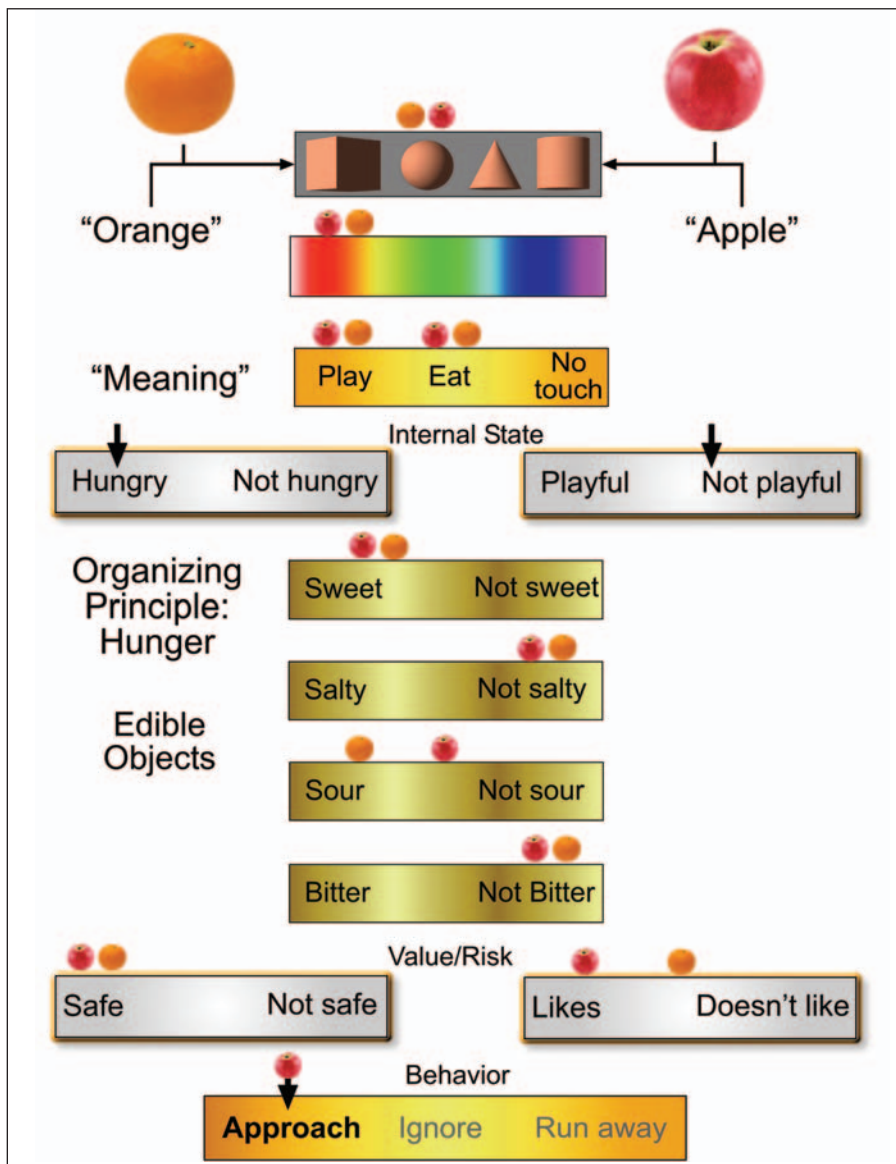 “Orange”
“Apple”
“Meaning”
Play
Eat
No
touch
Internal State
Hungry
Not hungry
Playful
Not playful
Organizing
Principle:
Hunger
Sweet
Not sweet
Salty
Not salty
Edible
Objects
Sour
Not sour
Bitter
Not Bitter
Value/Risk
Safe
Not safe
Likes
Doesn’t like
Behavior
Approach
Ignore
Run away